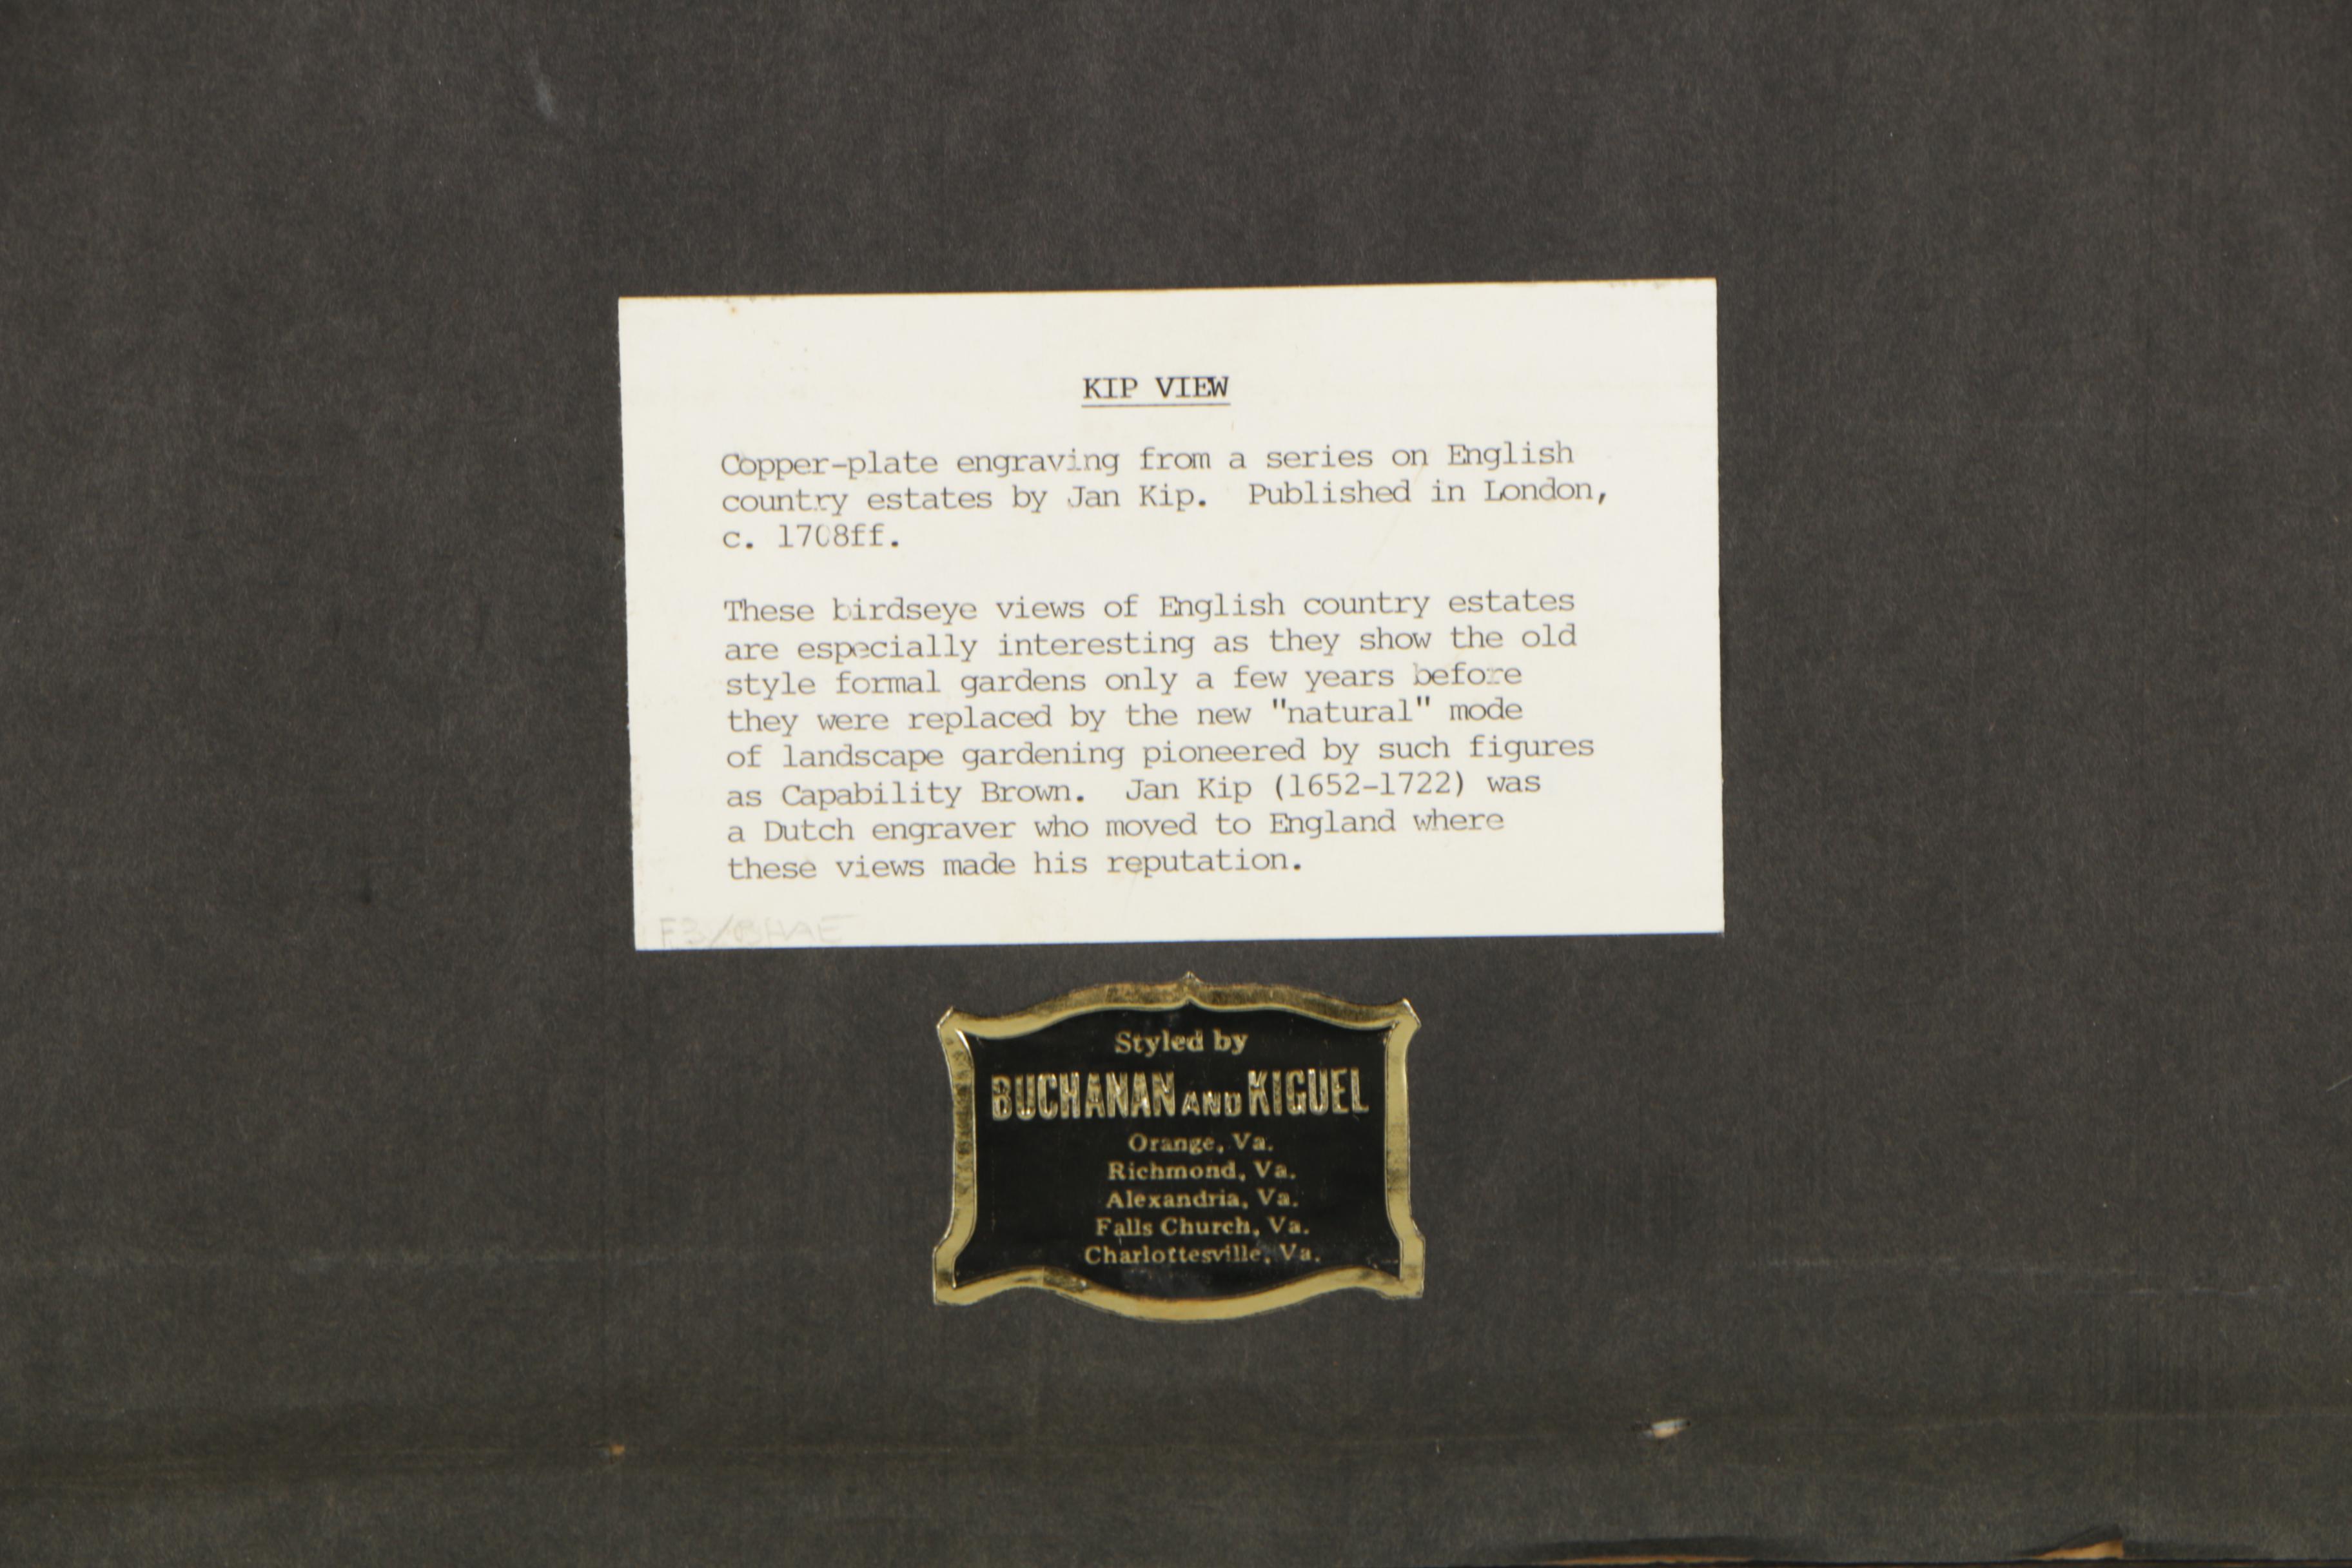 KIP VIEW
Copper-plate engraving from a series on English
country estates by Jan Kip. Published in London,
c. 1708ff.
These birdseye views of English country estates
are especially interesting as they show the old
style formal gardens only a few years before
they were replaced by the new "natural" mode
of landscape gardening pioneered by such figures
as Capability Brown. Jan Kip (1652-1722) was
a Dutch engraver who moved to England where
these views made his reputation.
Styled by
BUCHANAN AND KIGUEL
Orange, Va.
Richmond, Va.
Alexandria, Va.
Falls Church, Va.
Charlottesville, Va.